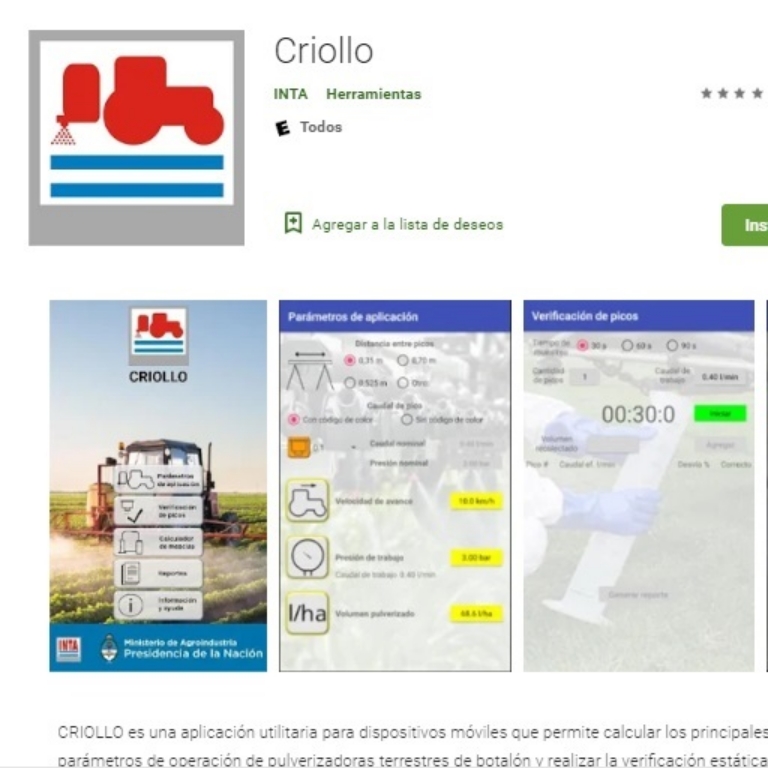 Criollo
INTA Herramientas
E Todos
Agregar a la lista de deseos
Ins
CRIOLLO
Parámetros
de aplicación
Verificación
de picos
Calculador
de mezclas
Reportes
Información
y ayuda
INTA
Ministerio de Agroindustria
Presidencia de la Nación
Parámetros de aplicación
Distancia entre picos
0,35 m 0,70 m
0.525 m Otro
Caudal de pico
Con código de color Sin código de color
Caudal nominal
Presión nominal
Velocidad de avance 10.0 km/h
Presión de trabajo 3.00 bar
Caudal de trabajo 0.40 l/min
l/ha Volumen pulverizado 68.6 l/ha
Verificación de picos
Tiempo de
muestreo 30 s 60 s 90 s
Cantidad
de picos 1 Caudal de
trabajo 0.40 l/min
00:30:0 Iniciar
Volumen
recolectado Agregar
Pico # Caudal ef. l/min Desvío % Correcto
Generar reporte
CRIOLLO es una aplicación utilitaria para dispositivos móviles que permite calcular los principales
parámetros de operación de pulverizadoras terrestres de botalón y realizar la verificación estática